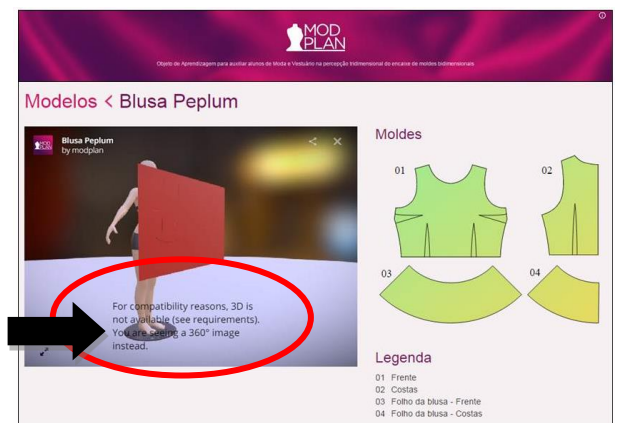 MOD
PLAN
Objeto de Aprendizagem para auxiliar alunos de Moda e Vestuário na percepção tridimensional do encaixe de moldes bidimensionais
Modelos < Blusa Peplum
MOD
PLAN
Blusa Peplum
by modplan
For compatibility reasons, 3D is
not available (see requirements).
You are seeing a 360° image
instead.
Moldes
01
02
03
04
Legenda
01 Frente
02 Costas
03 Folho da blusa - Frente
04 Folho da blusa - Costas